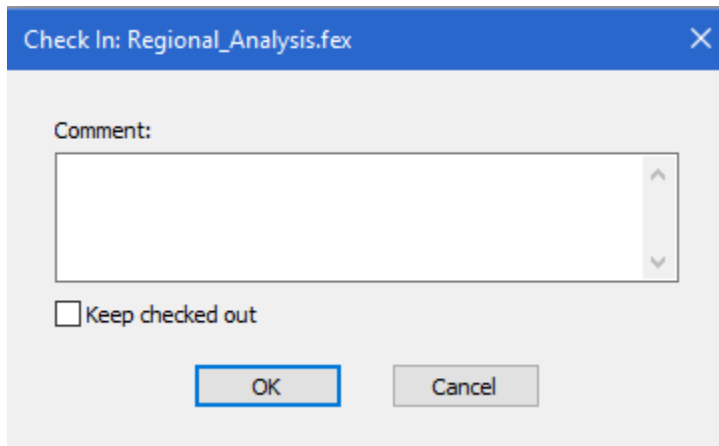 Check In: Regional_Analysis.fex
Comment:
Keep checked out
OK
Cancel